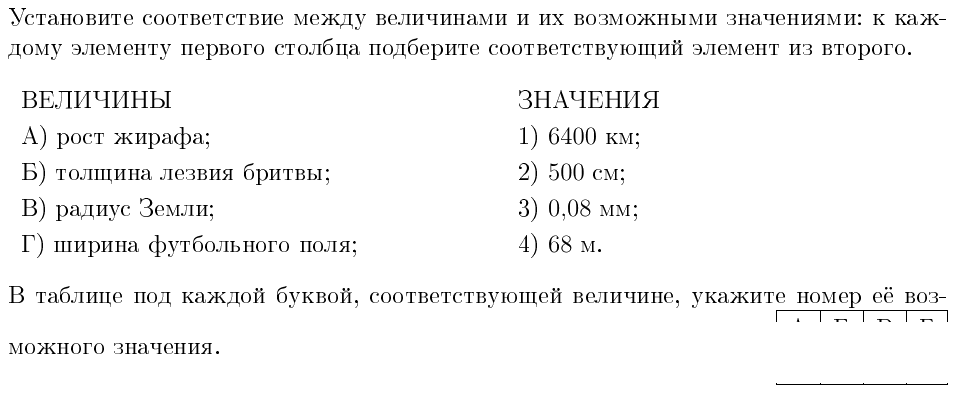 Установите соответствие между величинами и их возможными значениями: к каж-
дому элементу первого столбца подберите соответствующий элемент из второго.
ВЕЛИЧИНЫ
ЗНАЧЕНИЯ
А) рост жирафа;
1) 6400 км;
Б) толщина лезвия бритвы;
2) 500 см;
В) радиус Земли;
3) 0,08 мм;
Г) ширина футбольного поля;
4) 68 м.
В таблице под каждой буквой, соответствующей величине, укажите номер её воз-
можного значения.